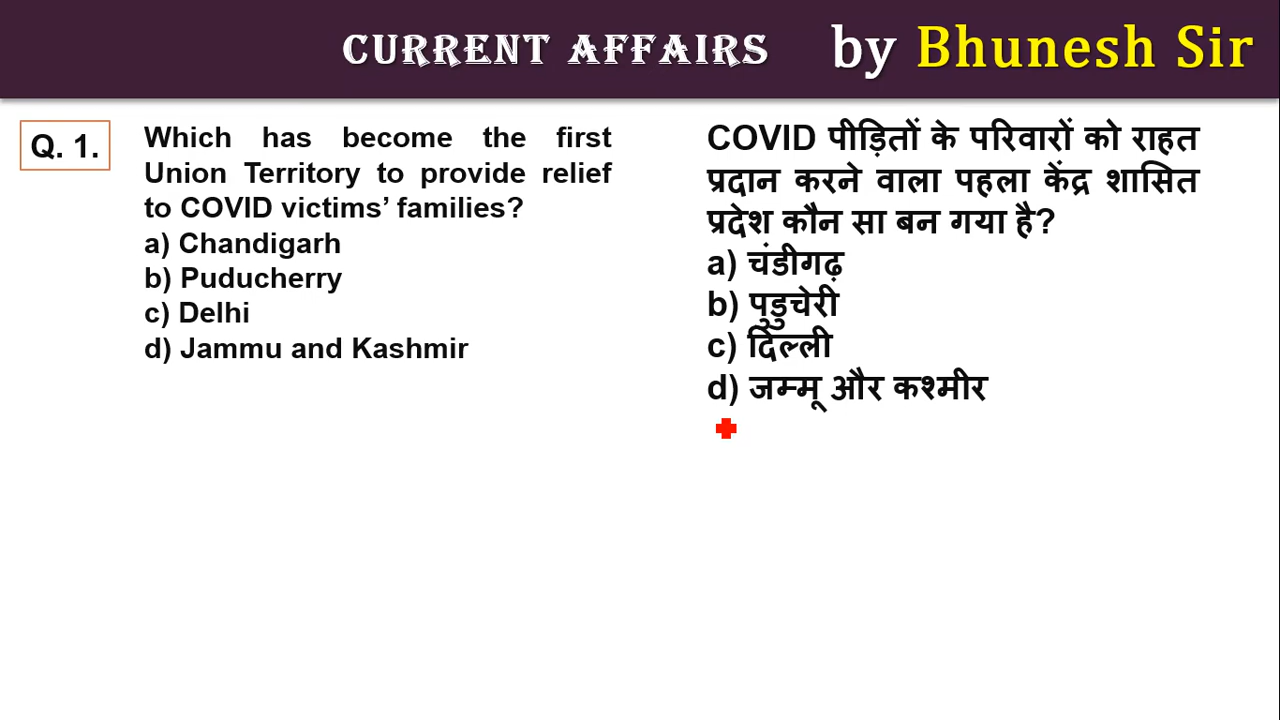 CURRENT AFFAIRS by Bhunesh Sir
Q. 1.
Which has become the first
Union Territory to provide relief
to COVID victims’ families?
a) Chandigarh
b) Puducherry
c) Delhi
d) Jammu and Kashmir
COVID पीड़ितों के परिवारों को राहत
प्रदान करने वाला पहला केंद्र शासित
प्रदेश कौन सा बन गया है?
a) चंडीगढ़
b) पुडुचेरी
c) दिल्ली
d) जम्मू और कश्मीर